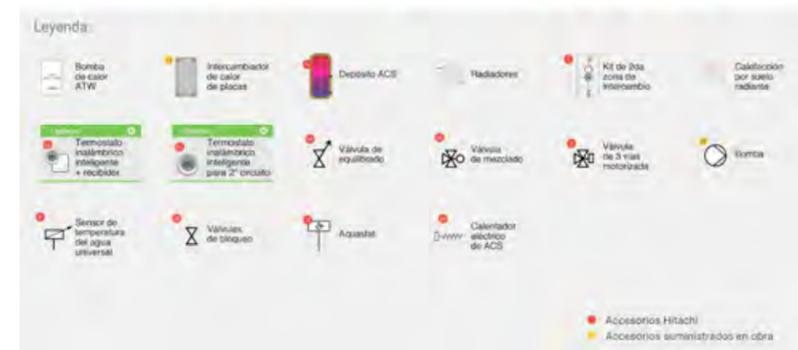 Leyenda:
Bomba
de calor
ATW
Intercambiador
de calor
de placas
Depósito ACS
Radiadores
Kit de 2da
zona de
intercambio
Calefacción
por suelo
radiante
Termostato
inalámbrico
inteligente
+ recibidor
Termostato
inalámbrico
inteligente
para 2º circuito
Válvula de
equilibrado
Válvula
de mezclado
Válvula
de 3 vías
motorizada
Bomba
Sensor de
temperatura
del agua
universal
Válvulas
de bloqueo
Aquastat
Calentador
eléctrico
de ACS
Accesorios Hitachi
Accesorios suministrados en obra